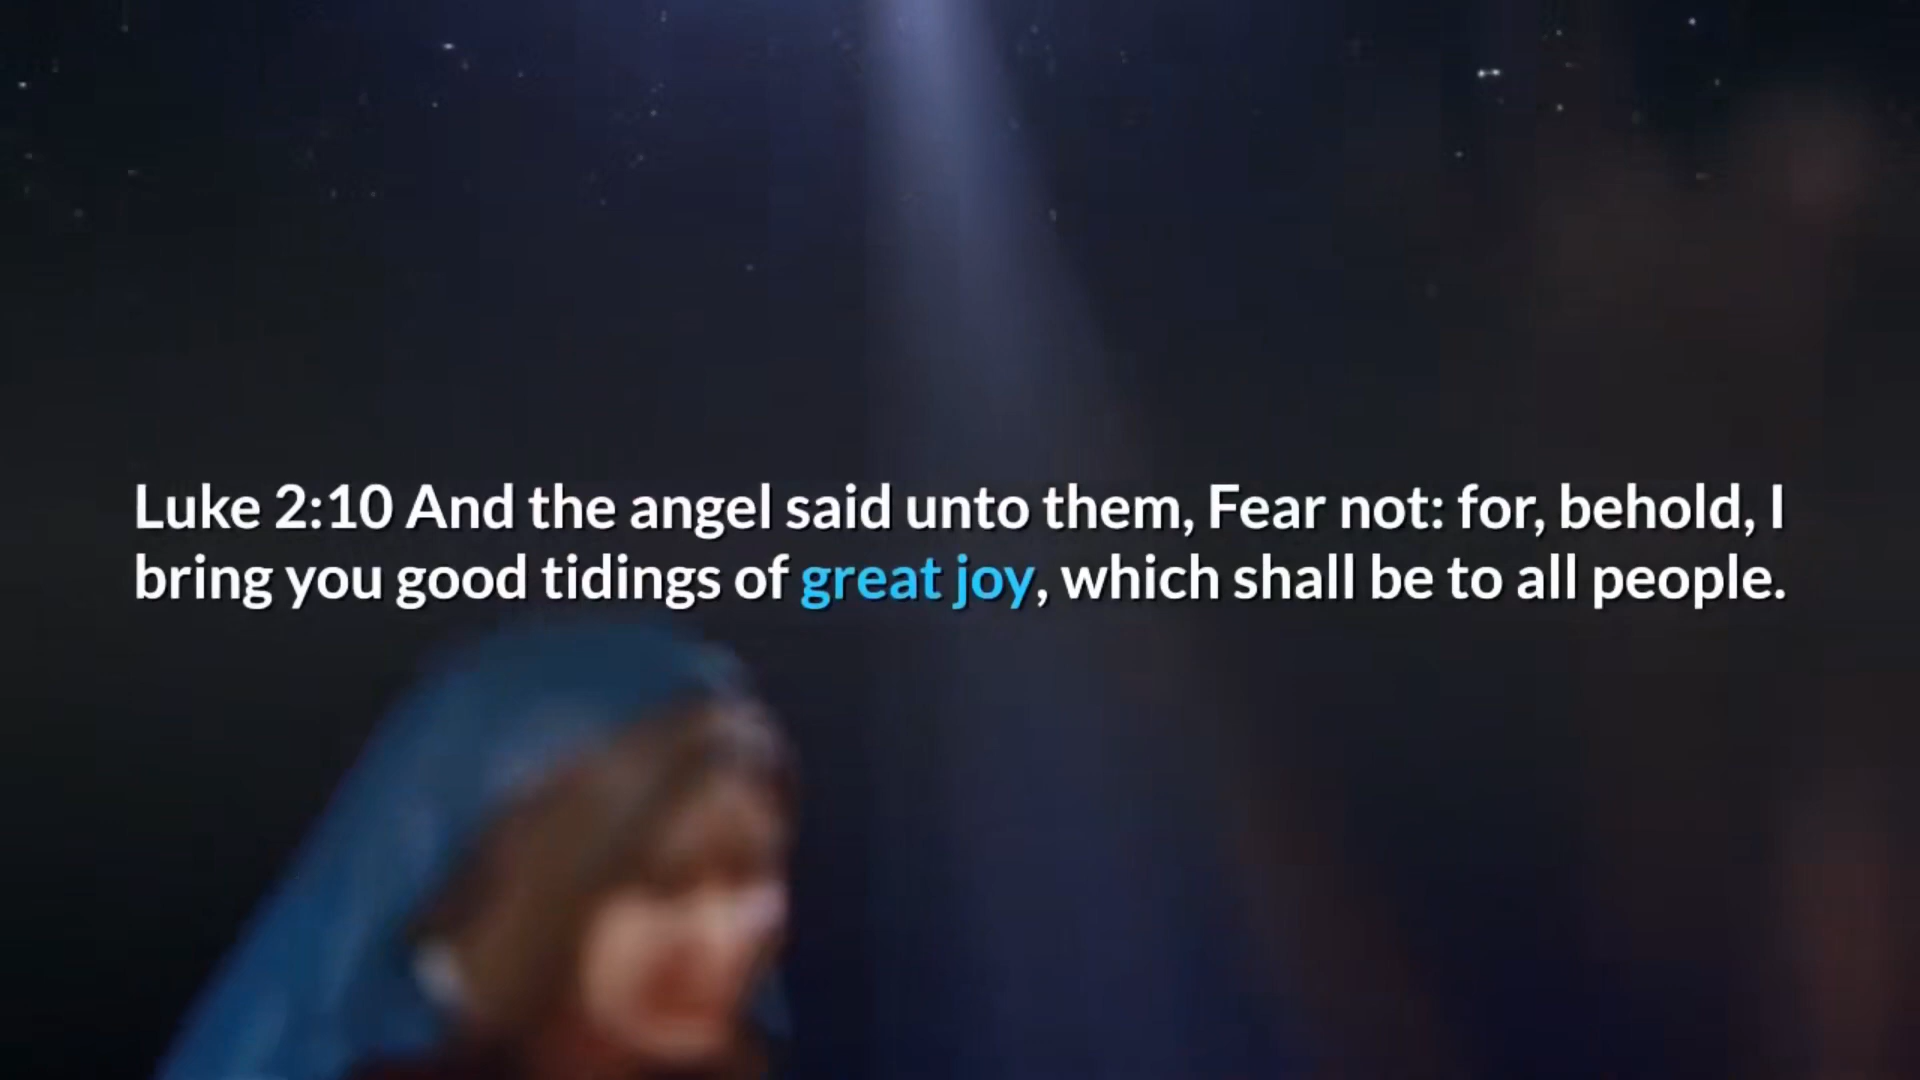 Luke 2:10 And the angel said unto them, Fear not: for, behold, I
bring you good tidings of great joy, which shall be to all people.